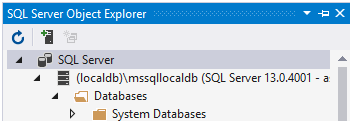 SQL Server Object Explorer
SQL Server
(localdb)\mssqllocaldb (SQL Server 13.0.4001 - a
Databases
System Databases